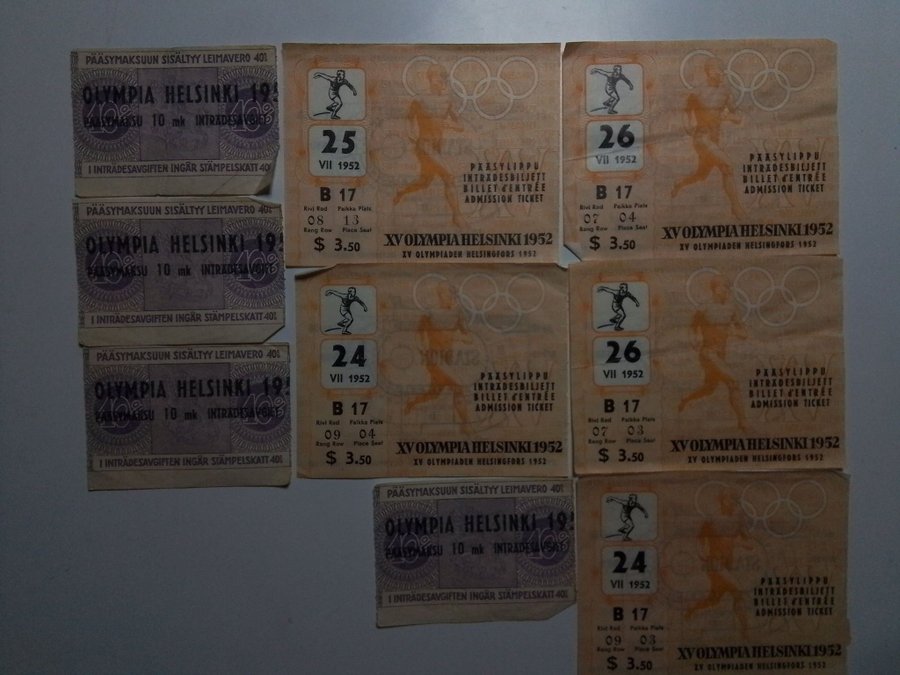 PÄÄSYMAKSUUN SISÄLTYY LEIMAVERO 40%
OLYMPIA HELSINKI 195
PÄÄSYMAKSU 10 mk INTRÄDESAVGIFT
I INTRÄDESAVGIFTEN INGÅR STÄMPELSKATT 40%
25
VII 1952
B 17
Rivi Rad Paikka Plats
08 13
Rang Row Place Seat
$ 3.50
PÄÄSYLIPPU
INTRÄDESBILJETT
BILLET d'ENTRÉE
ADMISSION TICKET
XV OLYMPIA HELSINKI 1952
XV OLYMPIADEN HELSINGFORS 1952
26
VII 1952
B 17
Rivi Rad Paikka Plats
07 04
Rang Row Place Seat
$ 3.50
PÄÄSYLIPPU
INTRÄDESBILJETT
BILLET d'ENTRÉE
ADMISSION TICKET
XV OLYMPIA HELSINKI 1952
XV OLYMPIADEN HELSINGFORS 1952
PÄÄSYMAKSUUN SISÄLTYY LEIMAVERO 40%
OLYMPIA HELSINKI 195
PÄÄSYMAKSU 10 mk INTRÄDESAVGIFT
I INTRÄDESAVGIFTEN INGÅR STÄMPELSKATT 40%
24
VII 1952
B 17
Rivi Rad Paikka Plats
09 04
Rang Row Place Seat
$ 3.50
PÄÄSYLIPPU
INTRÄDESBILJETT
BILLET d'ENTRÉE
ADMISSION TICKET
XV OLYMPIA HELSINKI 1952
XV OLYMPIADEN HELSINGFORS 1952
26
VII 1952
B 17
Rivi Rad Paikka Plats
07 03
Rang Row Place Seat
$ 3.50
PÄÄSYLIPPU
INTRÄDESBILJETT
BILLET d'ENTRÉE
ADMISSION TICKET
XV OLYMPIA HELSINKI 1952
XV OLYMPIADEN HELSINGFORS 1952
PÄÄSYMAKSUUN SISÄLTYY LEIMAVERO 40%
OLYMPIA HELSINKI 195
PÄÄSYMAKSU 10 mk INTRÄDESAVGIFT
I INTRÄDESAVGIFTEN INGÅR STÄMPELSKATT 40%
PÄÄSYMAKSUUN SISÄLTYY LEIMAVERO 40%
OLYMPIA HELSINKI 195
PÄÄSYMAKSU 10 mk INTRÄDESAVGIFT
I INTRÄDESAVGIFTEN INGÅR STÄMPELSKATT 40%
24
VII 1952
B 17
Rivi Rad Paikka Plats
09 03
Rang Row Place Seat
$ 3.50
PÄÄSYLIPPU
INTRÄDESBILJETT
BILLET d'ENTRÉE
ADMISSION TICKET
XV OLYMPIA HELSINKI 1952
XV OLYMPIADEN HELSINGFORS 1952